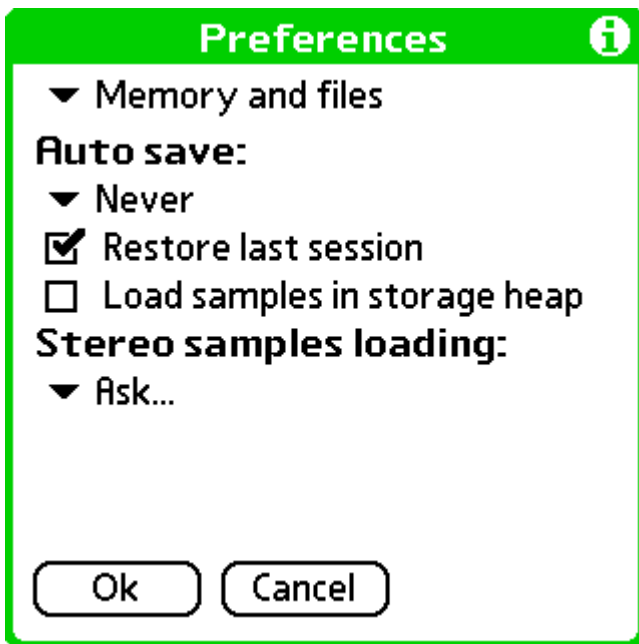 Preferences
Memory and files
Auto save:
Never
Restore last session
Load samples in storage heap
Stereo samples loading:
Ask...
Ok
Cancel